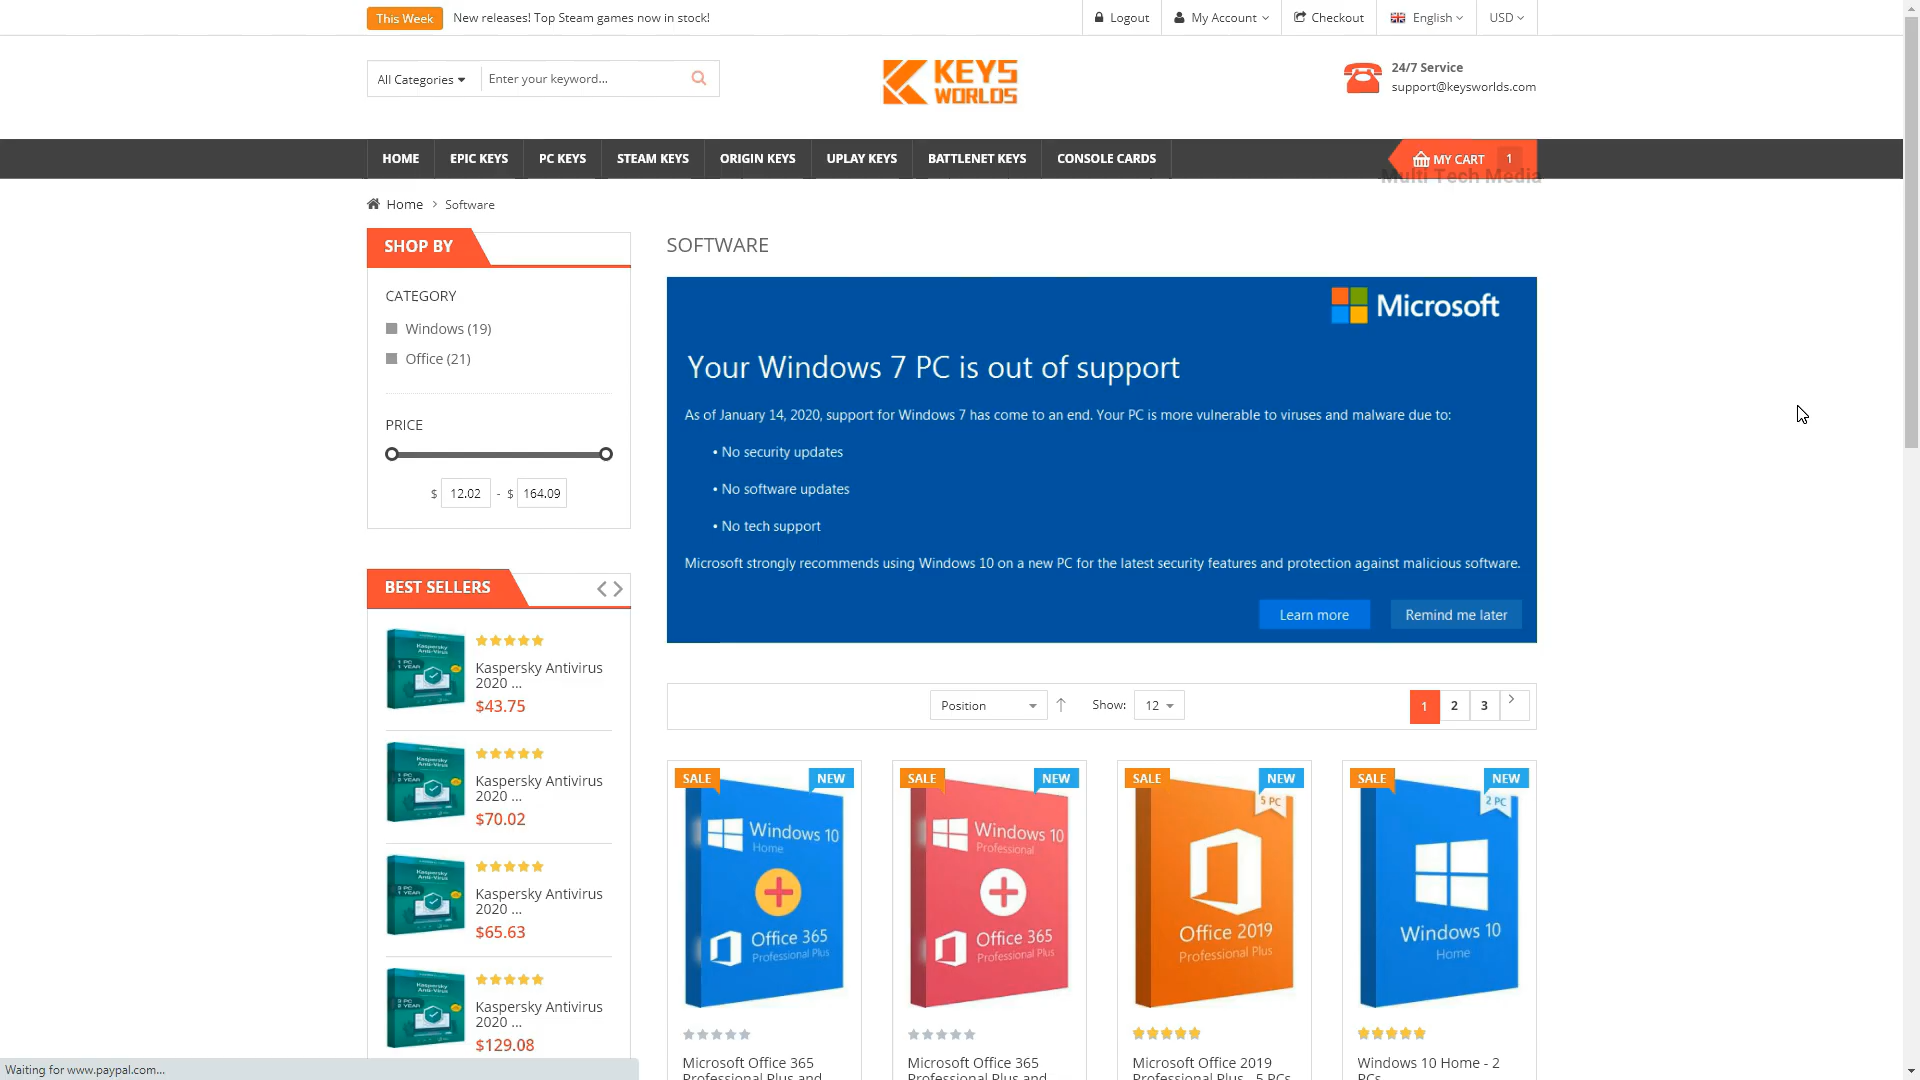 This Week
New releases! Top Steam games now in stock!
Logout
My Account
Checkout
English
USD
All Categories
Enter your keyword...
KEYS
WORLDS
24/7 Service
support@keysworlds.com
HOME
EPIC KEYS
PC KEYS
STEAM KEYS
ORIGIN KEYS
UPLAY KEYS
BATTLENET KEYS
CONSOLE CARDS
MY CART 1
Multi Tech Media
Home > Software
SHOP BY
CATEGORY
Windows (19)
Office (21)
PRICE
$ 12.02 - $ 164.09
SOFTWARE
Microsoft
Your Windows 7 PC is out of support
As of January 14, 2020, support for Windows 7 has come to an end. Your PC is more vulnerable to viruses and malware due to:
• No security updates
• No software updates
• No tech support
Microsoft strongly recommends using Windows 10 on a new PC for the latest security features and protection against malicious software.
Learn more
Remind me later
BEST SELLERS
Kaspersky Antivirus
2020 ...
$43.75
Kaspersky Antivirus
2020 ...
$70.02
Kaspersky Antivirus
2020 ...
$65.63
Kaspersky Antivirus
2020 ...
$129.08
Position
Show: 12
1 2 3
SALE
NEW
Windows 10
Home
Office 365
Professional Plus
Microsoft Office 365
Professional Plus and
SALE
NEW
Windows 10
Professional
Office 365
Professional Plus
Microsoft Office 365
Professional Plus and
SALE
NEW
5 PC
Office 2019
Professional Plus
Microsoft Office 2019
Professional Plus - 5 PCs
SALE
NEW
2 PC
Windows 10
Home
Windows 10 Home - 2
PCs
Waiting for www.paypal.com...